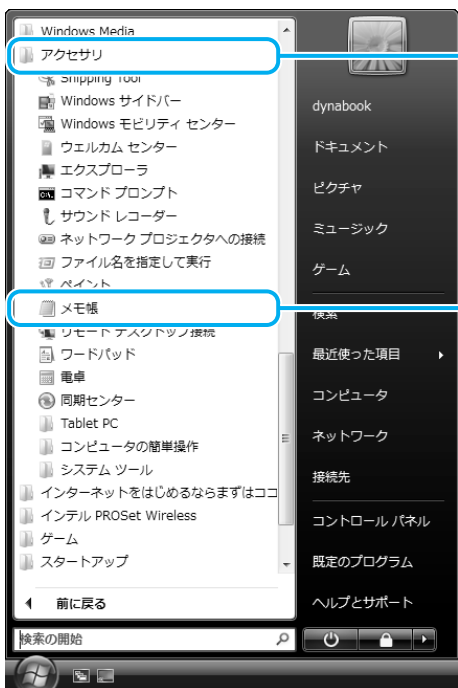 Windows Media
アクセサリ
Snipping Tool
Windows サイドバー
Windows モビリティ センター
ウェルカム センター
エクスプローラ
コマンド プロンプト
サウンド レコーダー
ネットワーク プロジェクタへの接続
ファイル名を指定して実行
ペイント
メモ帳
リモート デスクトップ接続
ワードパッド
電卓
同期センター
Tablet PC
コンピュータの簡単操作
システム ツール
インターネットをはじめるならまずはココ
インテル PROSet Wireless
ゲーム
スタートアップ
前に戻る
検索の開始
dynabook
ドキュメント
ピクチャ
ミュージック
ゲーム
検索
最近使った項目
コンピュータ
ネットワーク
接続先
コントロール パネル
既定のプログラム
ヘルプとサポート